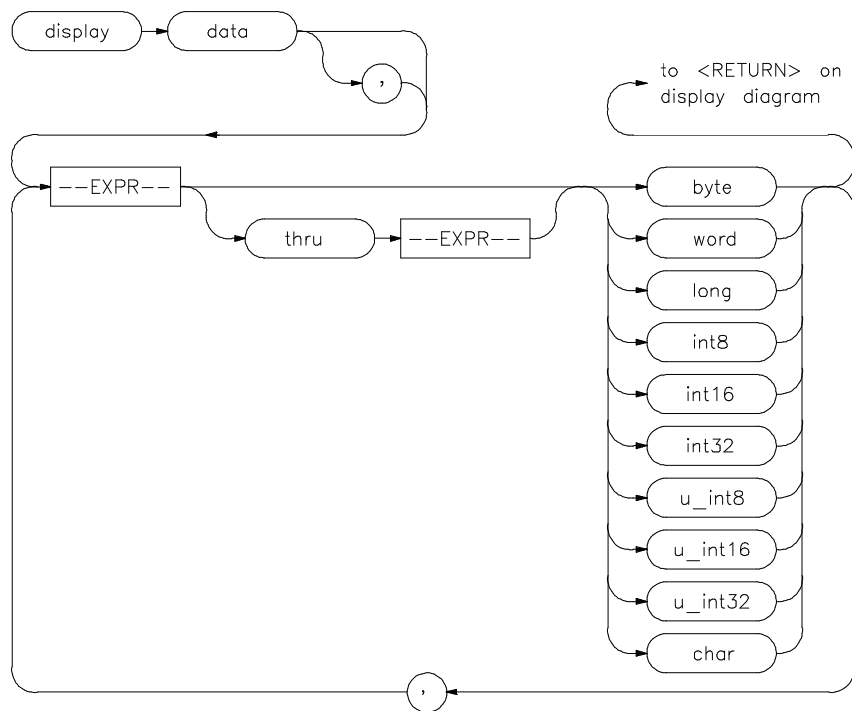 display data
,
to <RETURN> on
display diagram
--EXPR-- byte
thru --EXPR-- word
long
int8
int16
int32
u_int8
u_int16
u_int32
char
,